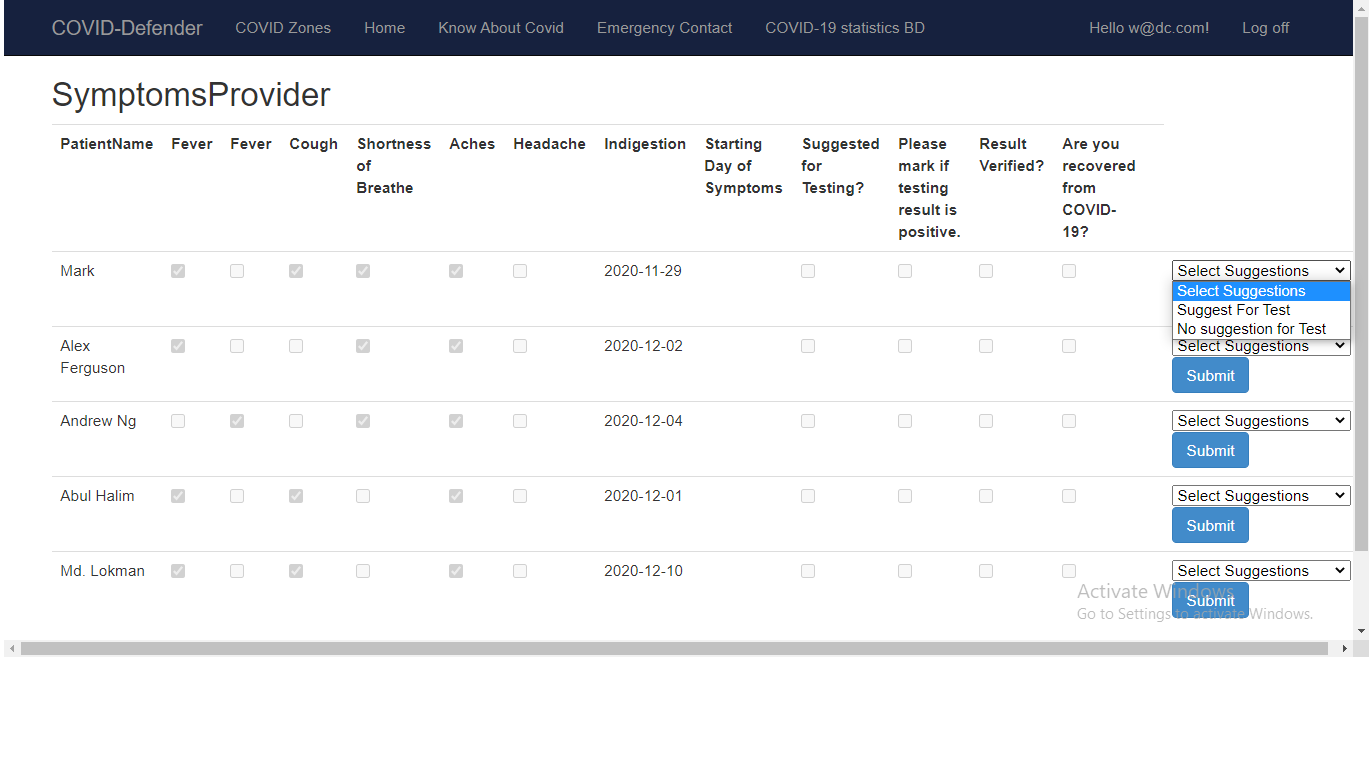 COVID-Defender COVID Zones Home Know About Covid Emergency Contact COVID-19 statistics BD Hello w@dc.com! Log off
SymptomsProvider
PatientName Fever Fever Cough Shortness of Breathe Aches Headache Indigestion Starting Day of Symptoms Suggested for Testing? Please mark if testing result is positive. Result Verified? Are you recovered from COVID-19?
Mark 2020-11-29 Select Suggestions
Select Suggestions
Suggest For Test
No suggestion for Test
Alex Ferguson 2020-12-02 Select Suggestions
Submit
Andrew Ng 2020-12-04 Select Suggestions
Submit
Abul Halim 2020-12-01 Select Suggestions
Submit
Md. Lokman 2020-12-10 Select Suggestions
Submit
Activate Windows
Go to Settings to activate Windows.